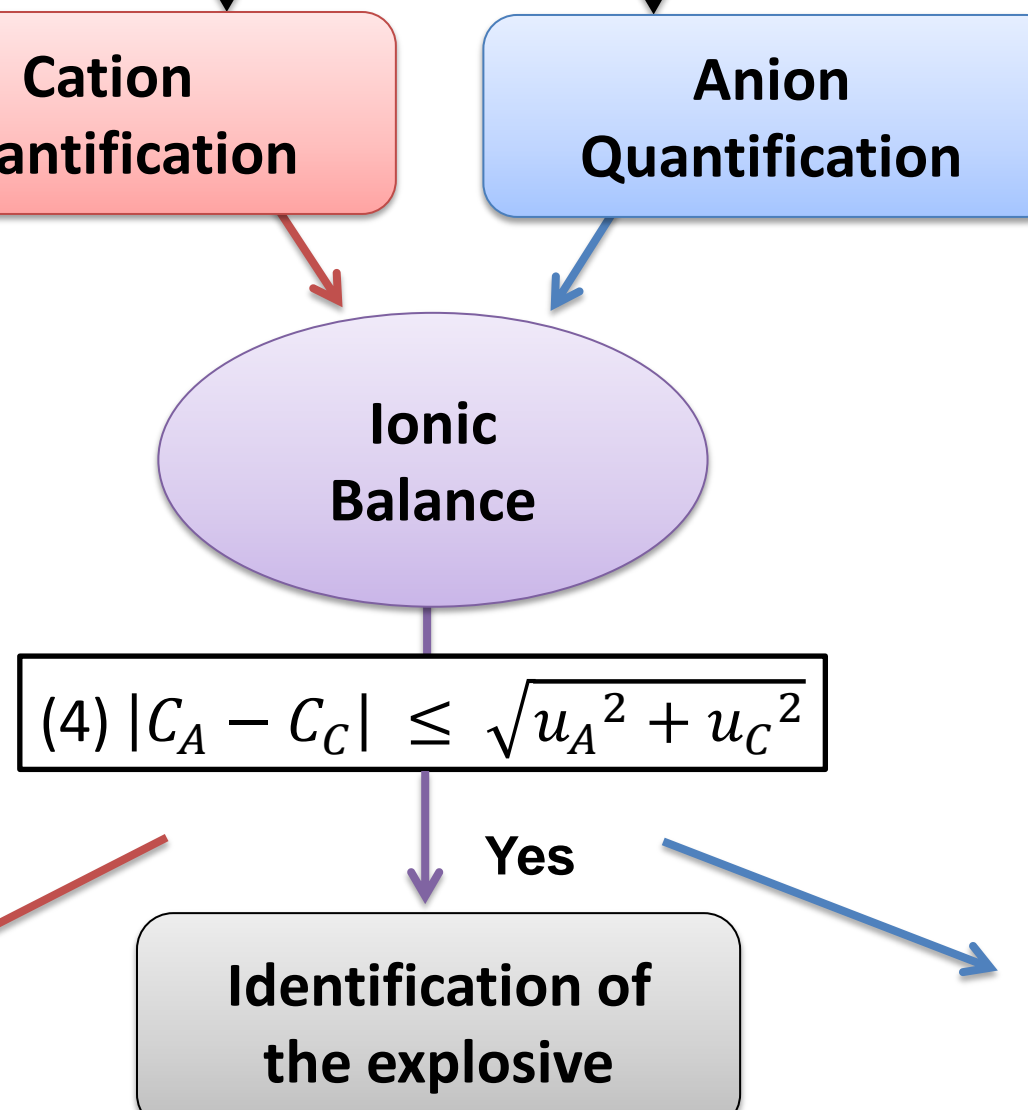 Cation
antification
Anion
Quantification
Ionic
Balance
(4) |C_A − C_C| ≤ √(u_A² + u_C²)
Yes
Identification of
the explosive